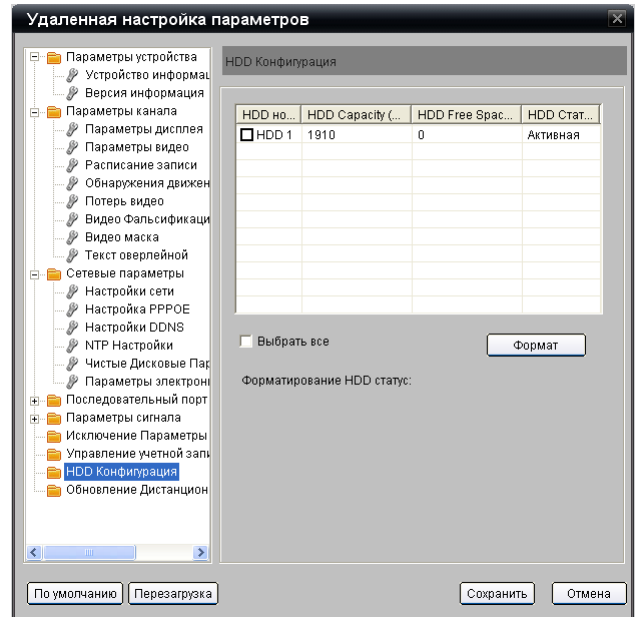 Удаленная настройка параметров
Параметры устройства
Устройство информац
Версия информация
Параметры канала
Параметры дисплея
Параметры видео
Расписание записи
Обнаружения движен
Потерь видео
Видео Фальсификаци
Видео маска
Текст оверлейной
Сетевые параметры
Настройки сети
Настройка PPPOE
Настройки DDNS
NTP Настройки
Чистые Дисковые Пар
Параметры электронн
Последовательный порт
Параметры сигнала
Исключение Параметры
Управление учетной запи
HDD Конфигурация
Обновление Дистанцион
HDD Конфигурация
HDD но... HDD Capacity (... HDD Free Spac... HDD Стат...
HDD 1 1910 0 Активная
Выбрать все
Формат
Форматирование HDD статус:
По умолчанию
Перезагрузка
Сохранить
Отмена